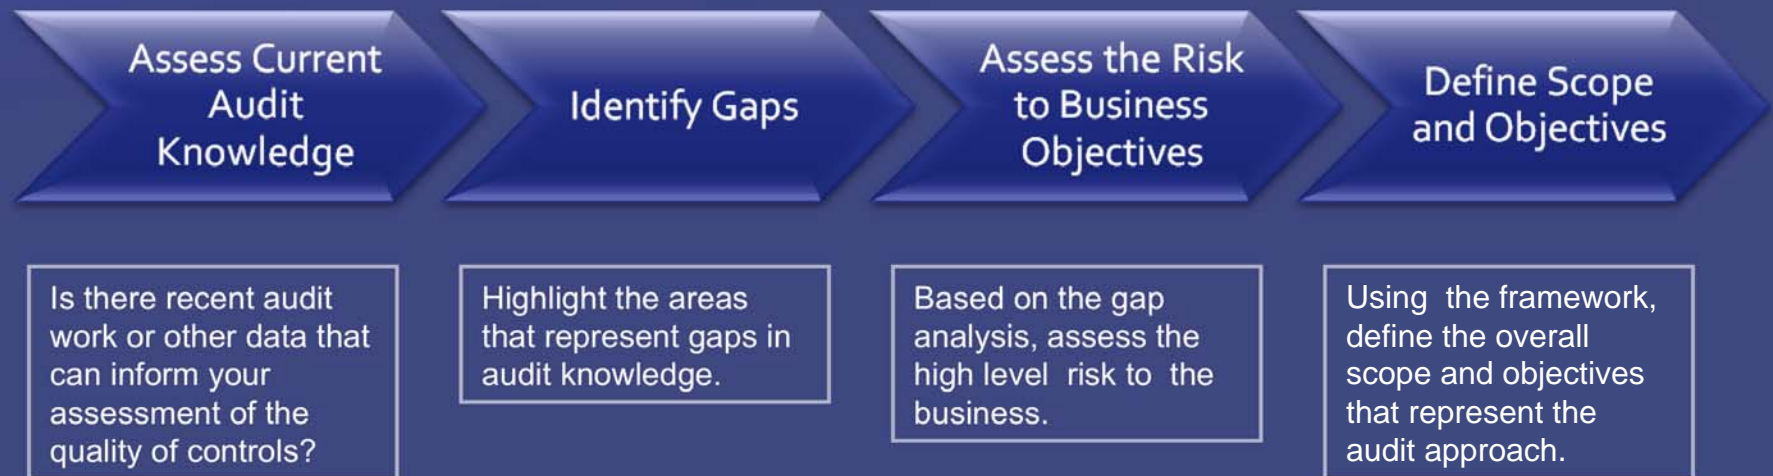 Assess Current
Audit
Knowledge
Identify Gaps
Assess the Risk
to Business
Objectives
Define Scope
and Objectives
Is there recent audit
work or other data that
can inform your
assessment of the
quality of controls?
Highlight the areas
that represent gaps in
audit knowledge.
Based on the gap
analysis, assess the
high level risk to the
business.
Using the framework,
define the overall
scope and objectives
that represent the
audit approach.